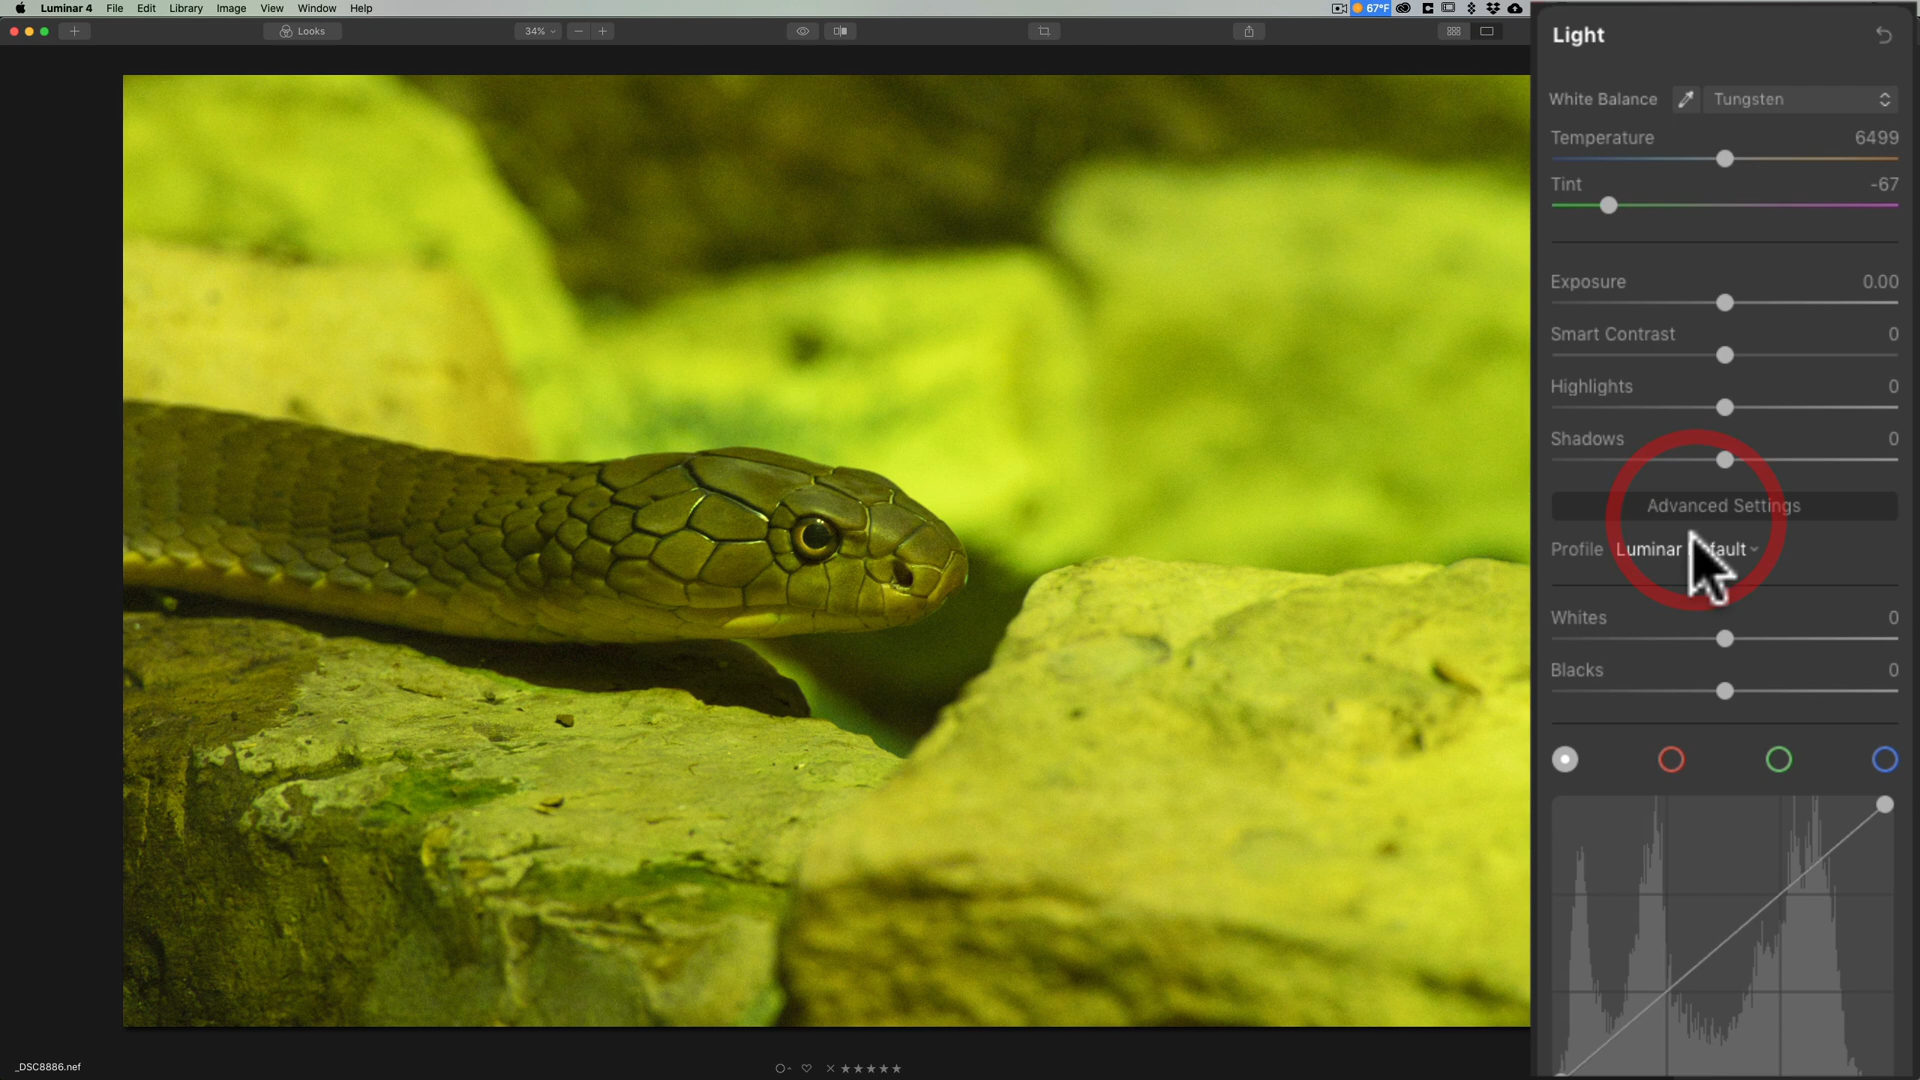 Luminar 4 File Edit Library Image View Window Help 67°F
Looks 34%
Light
White Balance Tungsten
Temperature 6499
Tint -67
Exposure 0.00
Smart Contrast 0
Highlights 0
Shadows 0
Advanced Settings
Profile Luminar
Whites 0
Blacks 0
_DSC8886.nef